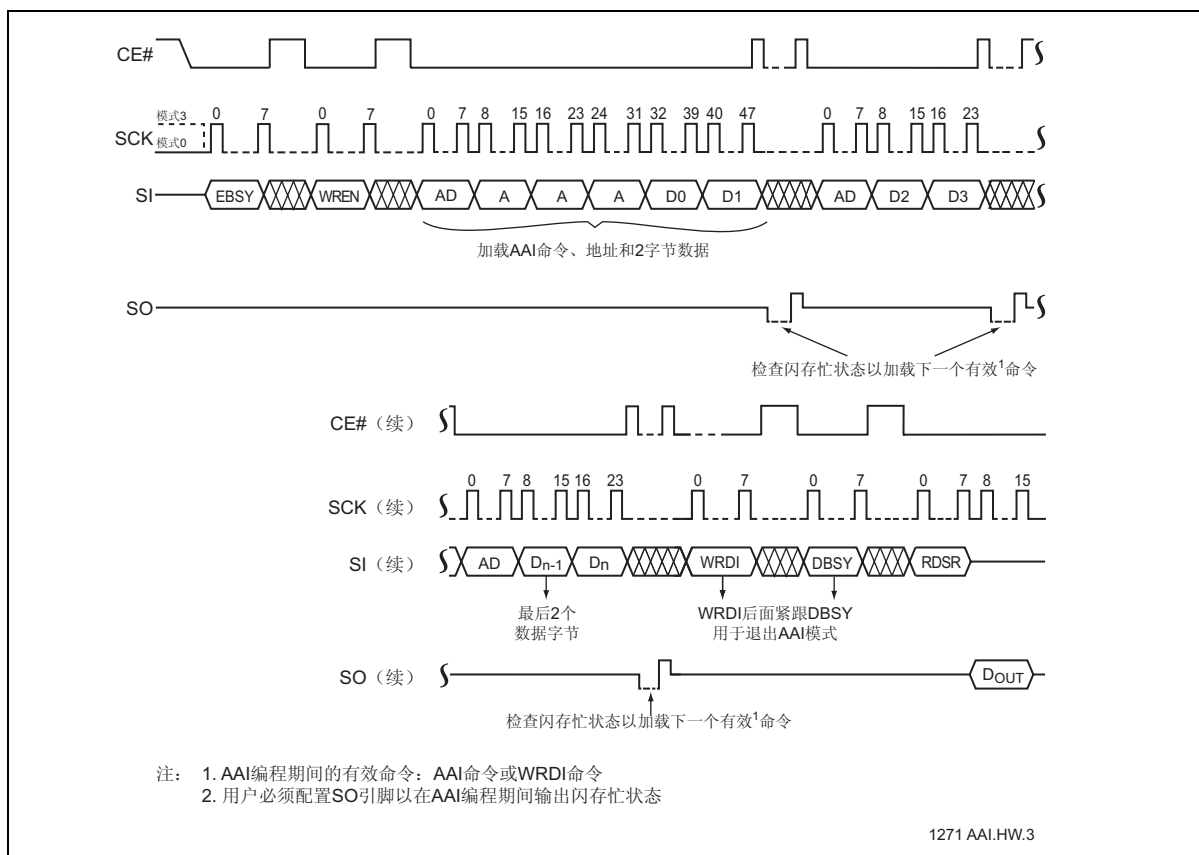 CE#
模式3
SCK 模式0
0 7 0 7 0 7 8 15 16 23 24 31 32 39 40 47 0 7 8 15 16 23
SI EBSY WREN AD A A A D0 D1 AD D2 D3
加载AAI命令、地址和2字节数据
SO
检查闪存忙状态以加载下一个有效1命令
CE#（续）
0 7 8 15 16 23 0 7 0 7 0 7 8 15
SCK（续）
SI（续） AD Dn-1 Dn WRDI DBSY RDSR
最后2个
数据字节
WRDI后面紧跟DBSY
用于退出AAI模式
SO（续） DOUT
检查闪存忙状态以加载下一个有效1命令
注： 1. AAI编程期间的有效命令：AAI命令或WRDI命令
2. 用户必须配置SO引脚以在AAI编程期间输出闪存忙状态
1271 AAI.HW.3